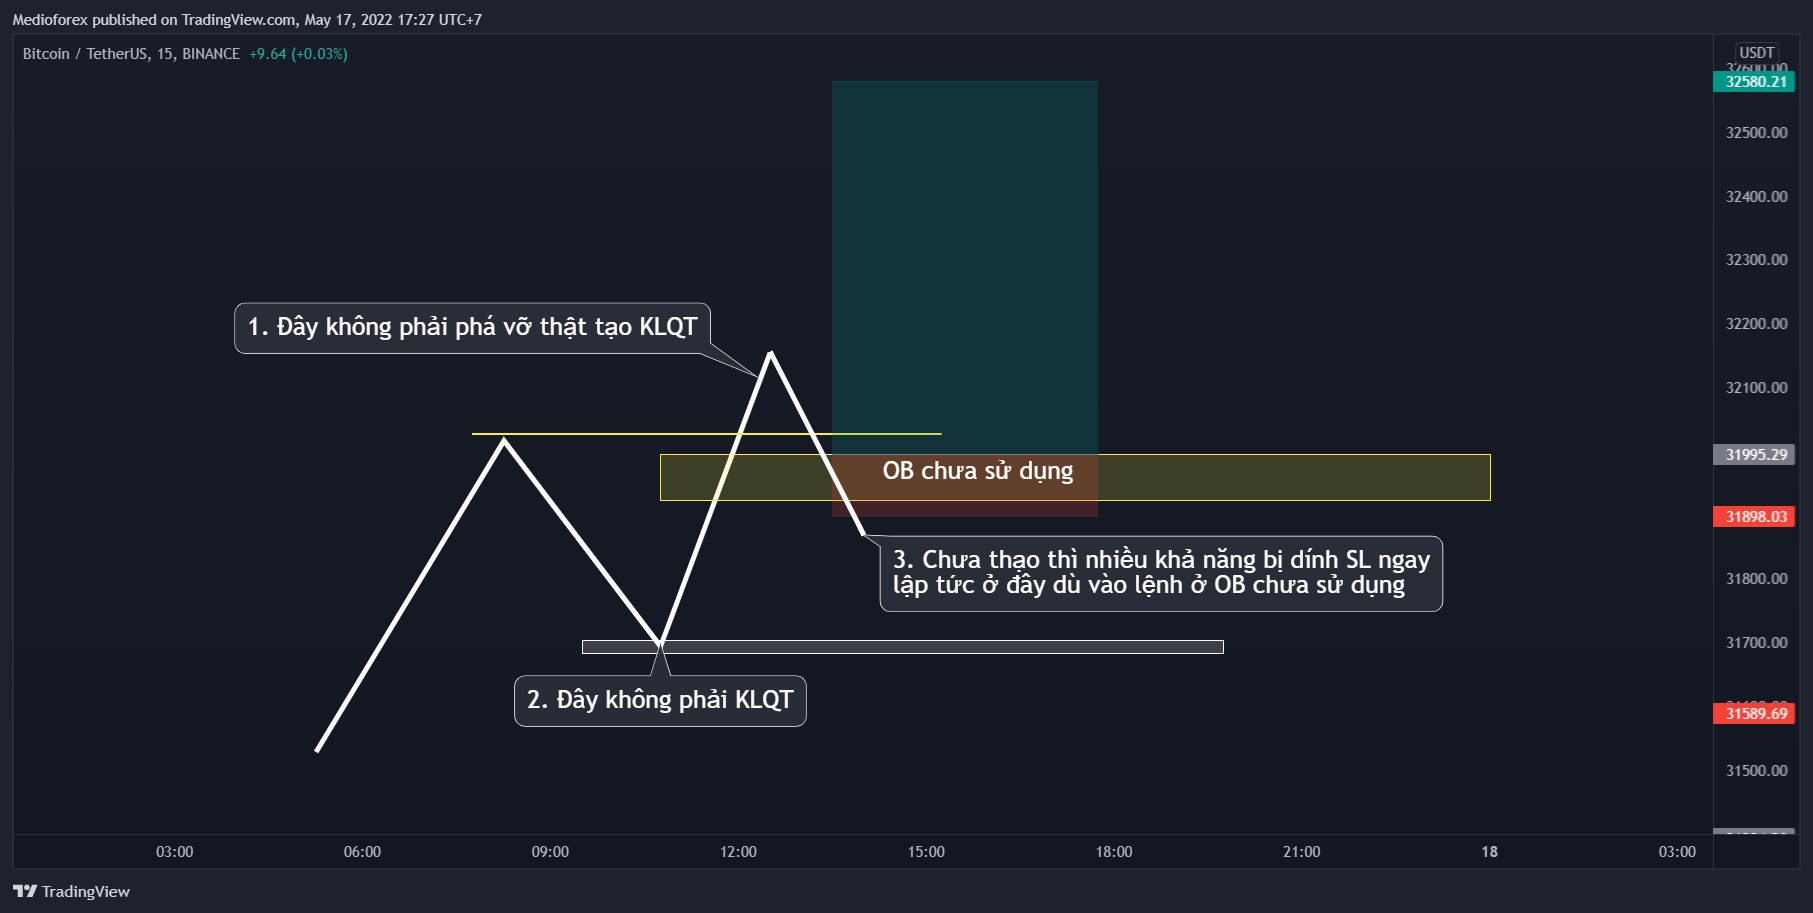 Medioforex published on TradingView.com, May 17, 2022 17:27 UTC+7
Bitcoin / TetherUS, 15, BINANCE +9.64 (+0.03%)
USDT
32600.00
32580.21
32500.00
32400.00
32300.00
32200.00
32100.00
31995.29
31898.03
31800.00
31700.00
31589.69
31500.00
1. Đây không phải phá vỡ thật tạo KLQT
OB chưa sử dụng
3. Chưa thạo thì nhiều khả năng bị dính SL ngay
lập tức ở đây dù vào lệnh ở OB chưa sử dụng
2. Đây không phải KLQT
03:00 06:00 09:00 12:00 15:00 18:00 21:00 18 03:00
TradingView